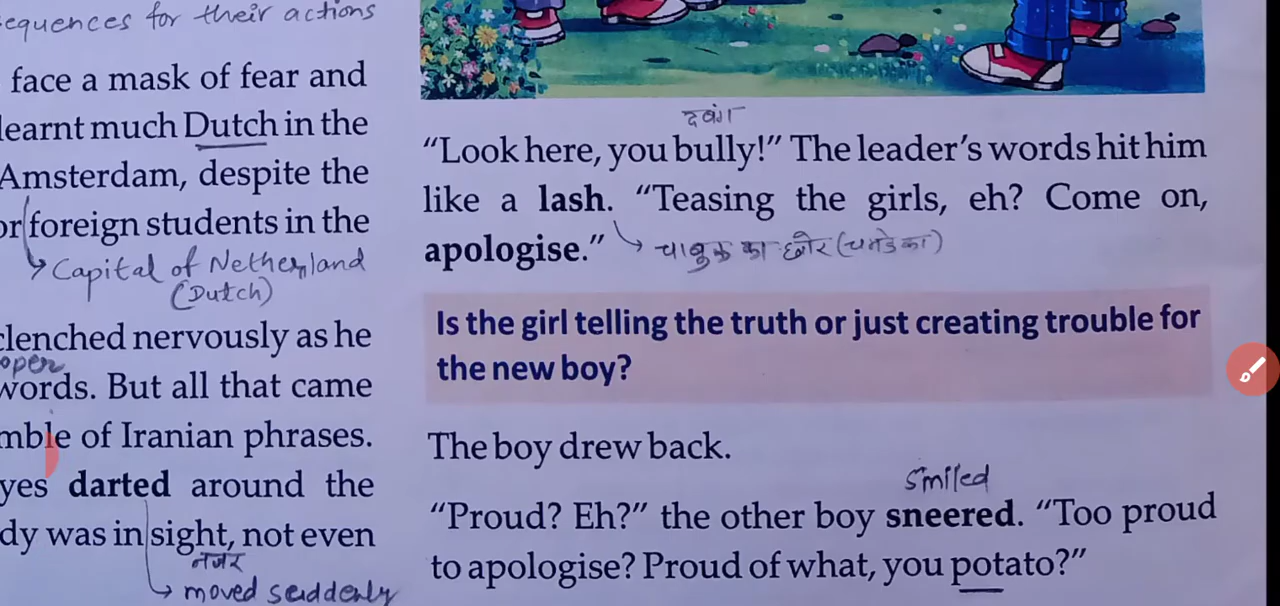 sequences for their actions
face a mask of fear and
learnt much Dutch in the
Amsterdam, despite the
or foreign students in the
Capital of Netherland
(Dutch)
clenched nervously as he
open
words. But all that came
mble of Iranian phrases.
yes darted around the
dy was in sight, not even
नजर
moved suddenly
दबंग
“Look here, you bully!” The leader’s words hit him
like a lash. “Teasing the girls, eh? Come on,
apologise.”
चाबुक का छोर (चमड़े का)
Is the girl telling the truth or just creating trouble for
the new boy?
The boy drew back.
smiled
“Proud? Eh?” the other boy sneered. “Too proud
to apologise? Proud of what, you potato?”